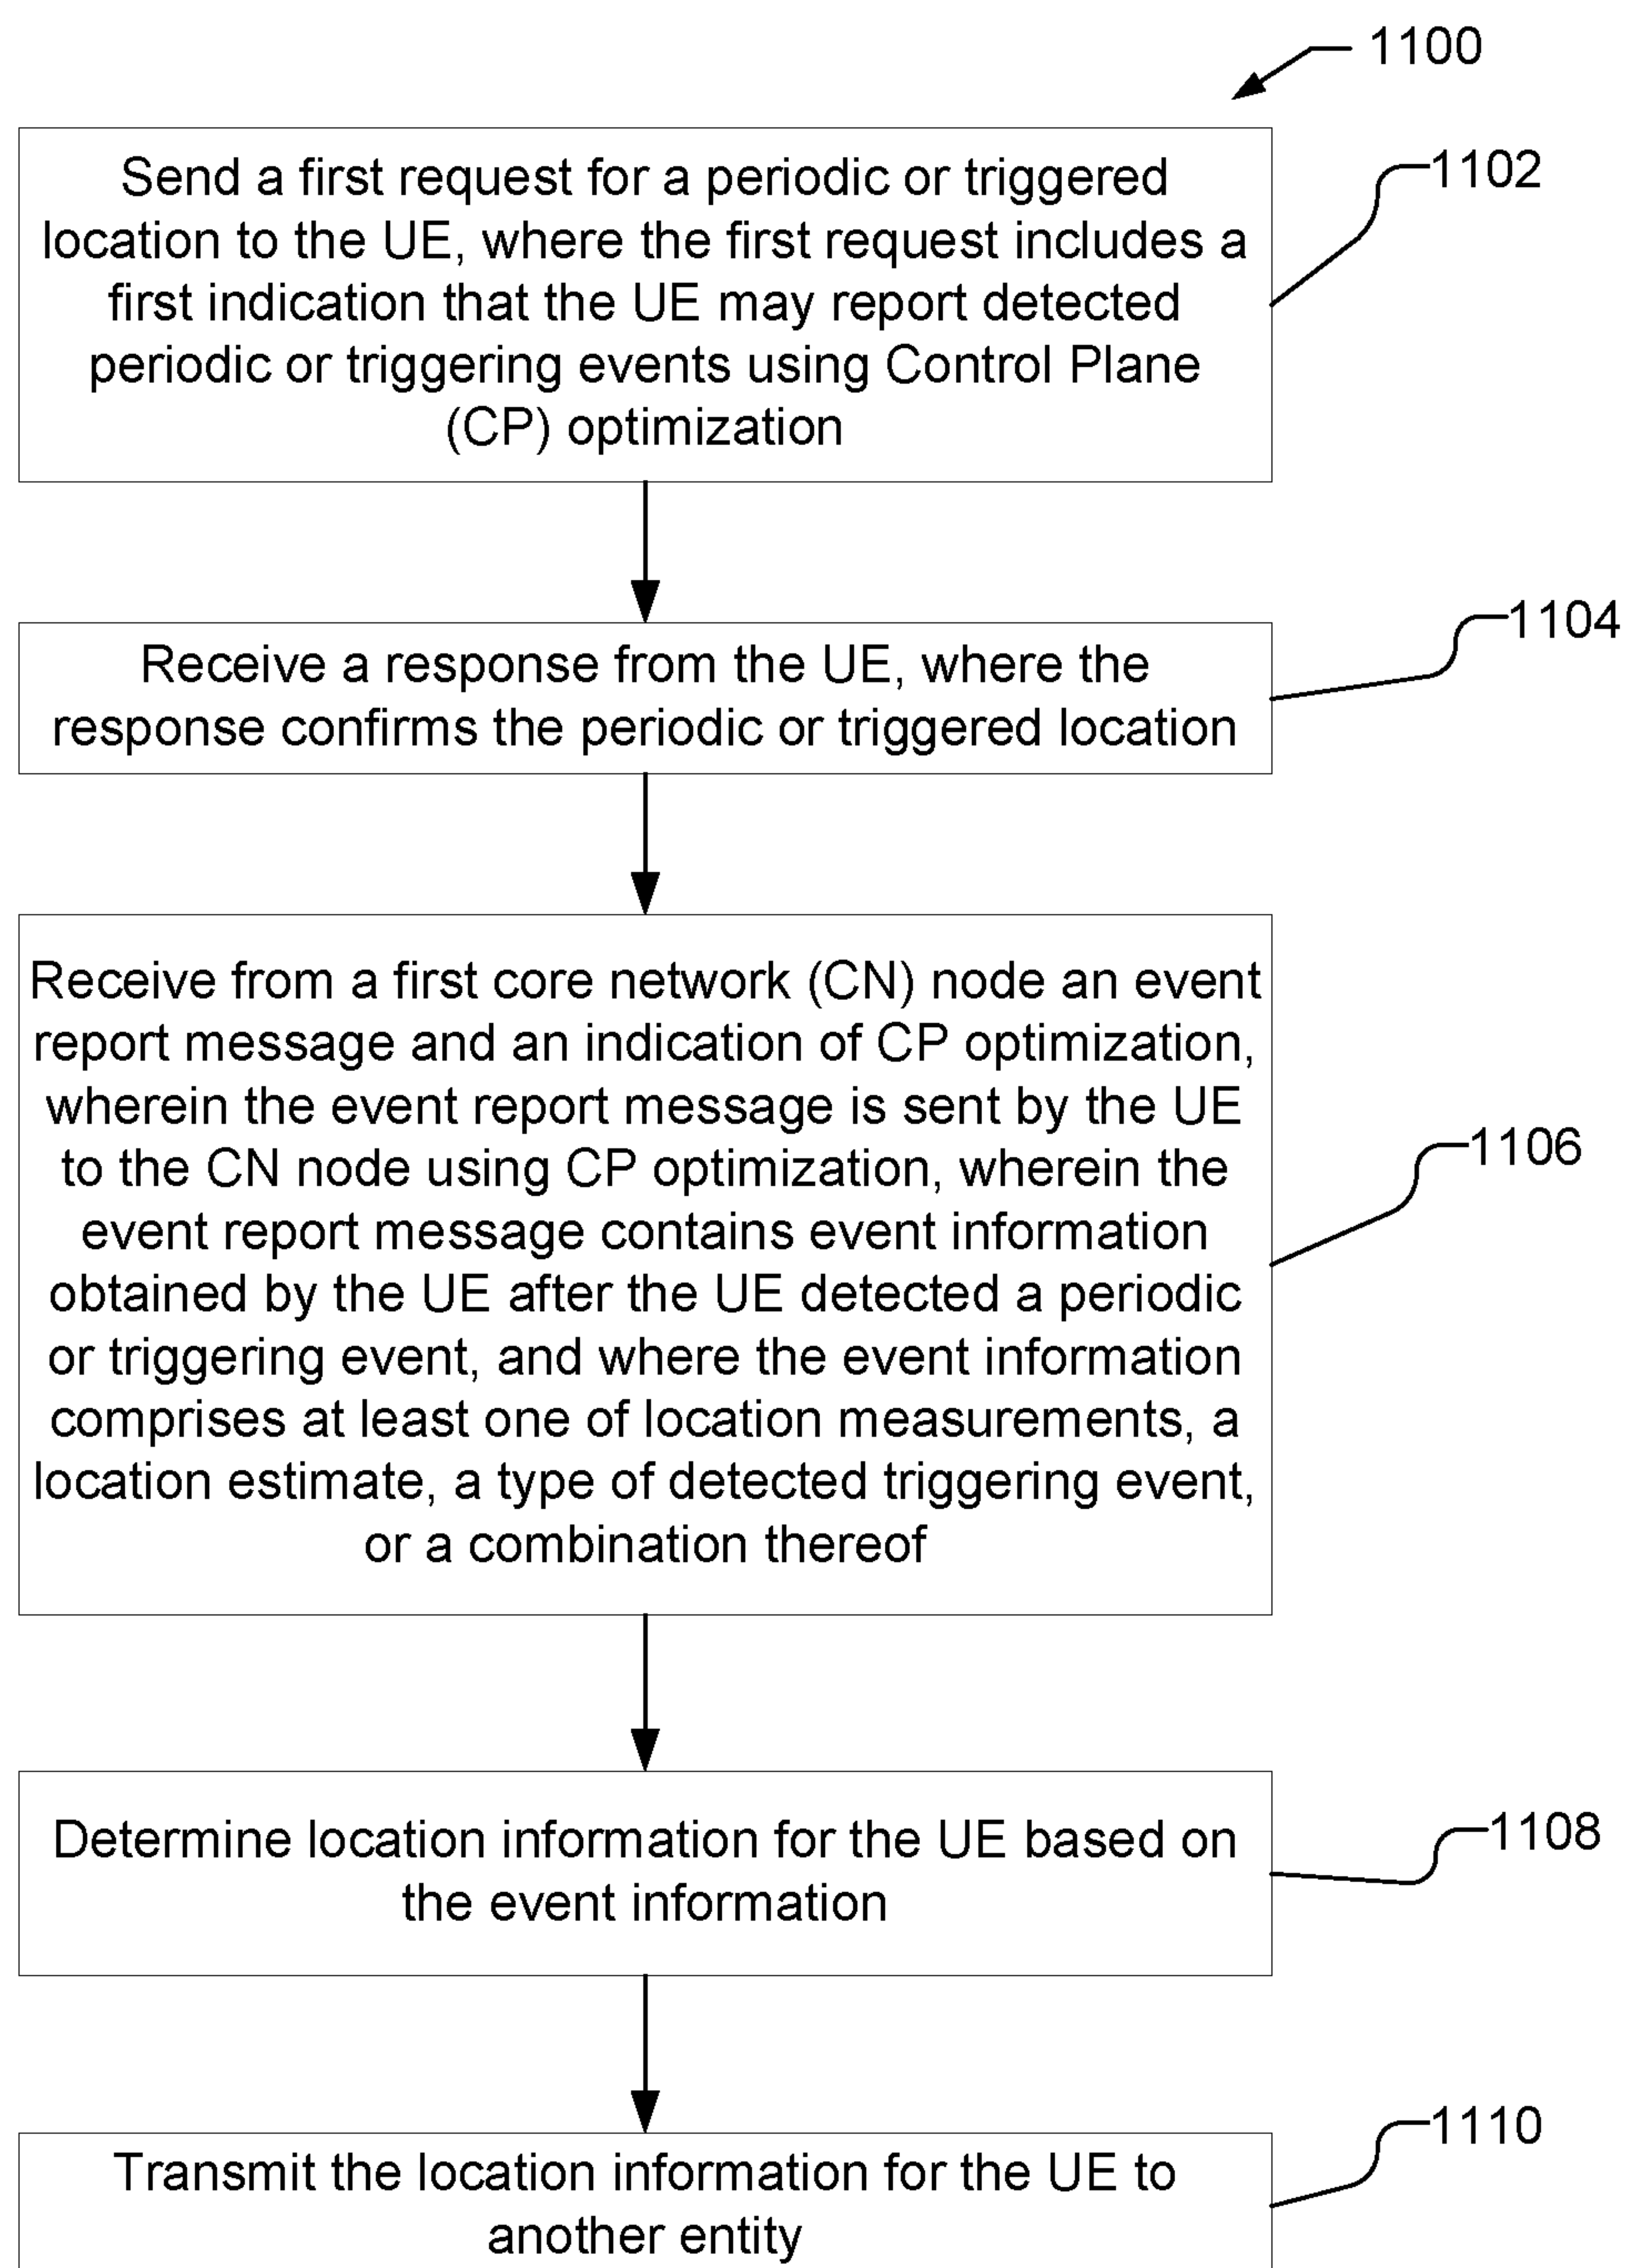 1100
Send a first request for a periodic or triggered
location to the UE, where the first request includes a
first indication that the UE may report detected
periodic or triggering events using Control Plane
(CP) optimization
1102
Receive a response from the UE, where the
response confirms the periodic or triggered location
1104
Receive from a first core network (CN) node an event
report message and an indication of CP optimization,
wherein the event report message is sent by the UE
to the CN node using CP optimization, wherein the
event report message contains event information
obtained by the UE after the UE detected a periodic
or triggering event, and where the event information
comprises at least one of location measurements, a
location estimate, a type of detected triggering event,
or a combination thereof
1106
Determine location information for the UE based on
the event information
1108
Transmit the location information for the UE to
another entity
1110